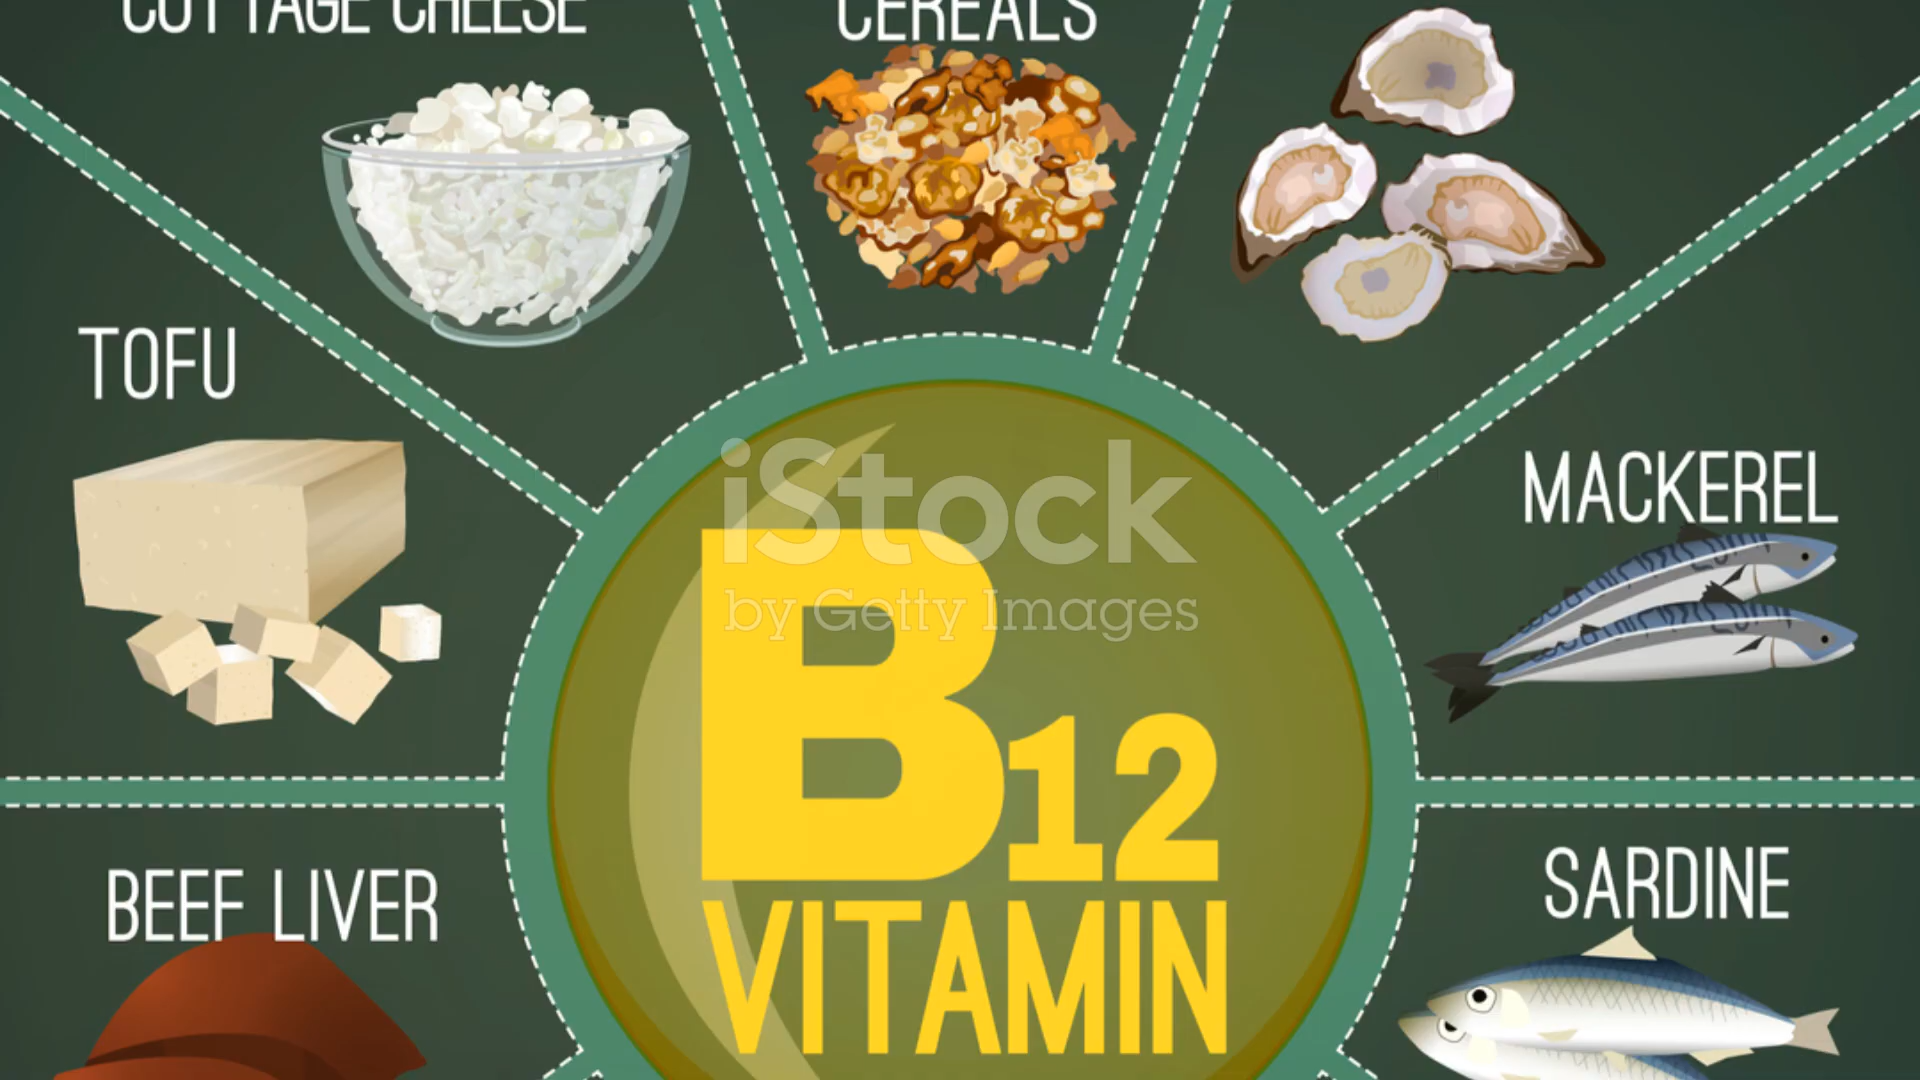 COTTAGE CHEESE
CEREALS
TOFU
MACKEREL
iStock
by Getty Images
B12
VITAMIN
BEEF LIVER
SARDINE